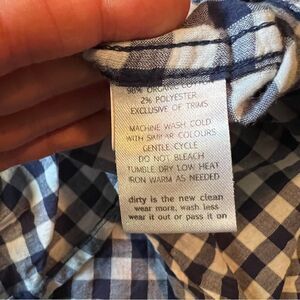 98% ORGANIC COTTON
2% POLYESTER
EXCLUSIVE OF TRIMS
MACHINE WASH COLD
WITH SIMILAR COLOURS
GENTLE CYCLE
DO NOT BLEACH
TUMBLE DRY LOW HEAT
IRON WARM AS NEEDED
dirty is the new clean
wear more, wash less
wear it out or pass it on